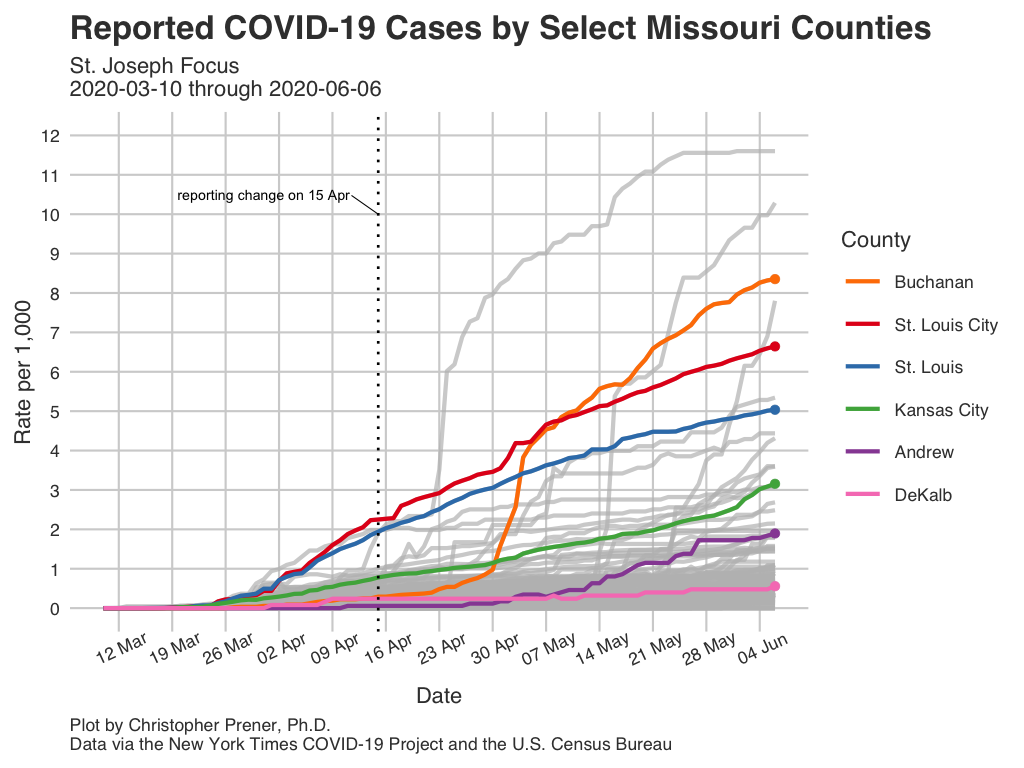 Reported COVID-19 Cases by Select Missouri Counties
St. Joseph Focus
2020-03-10 through 2020-06-06
Rate per 1,000
12
11
10
9
8
7
6
5
4
3
2
1
0
reporting change on 15 Apr
12 Mar
19 Mar
26 Mar
02 Apr
09 Apr
16 Apr
23 Apr
30 Apr
07 May
14 May
21 May
28 May
04 Jun
Date
County
Buchanan
St. Louis City
St. Louis
Kansas City
Andrew
DeKalb
Plot by Christopher Prener, Ph.D.
Data via the New York Times COVID-19 Project and the U.S. Census Bureau